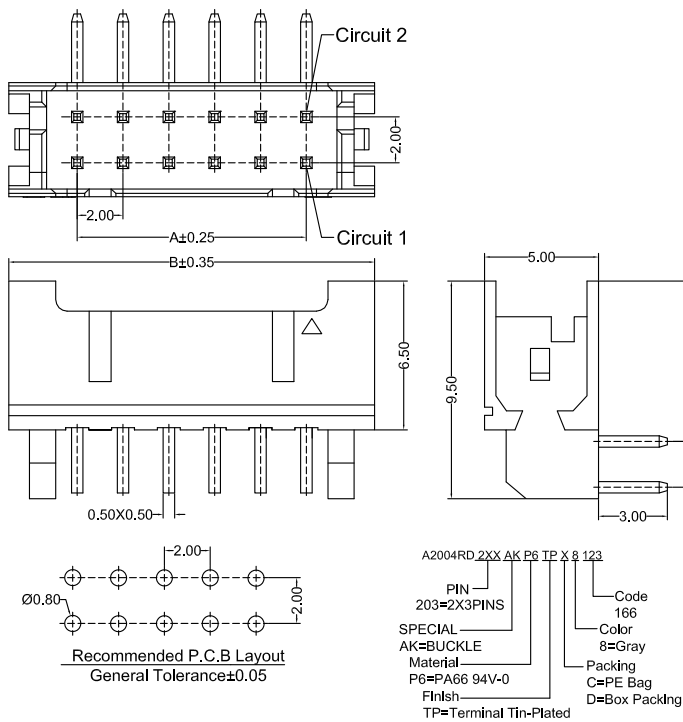 Circuit 2
2.00
2.00
A±0.25
Circuit 1
B±0.35
5.00
6.50
9.50
0.50X0.50
3.00
2.00
Ø0.80
2.00
Recommended P.C.B Layout
General Tolerance±0.05
A2004RD 2XX AK P6 TP X 8 123
PIN
203=2X3PINS
SPECIAL
AK=BUCKLE
Material
P6=PA66 94V-0
Finish
TP=Terminal Tin-Plated
Code
166
Color
8=Gray
Packing
C=PE Bag
D=Box Packing